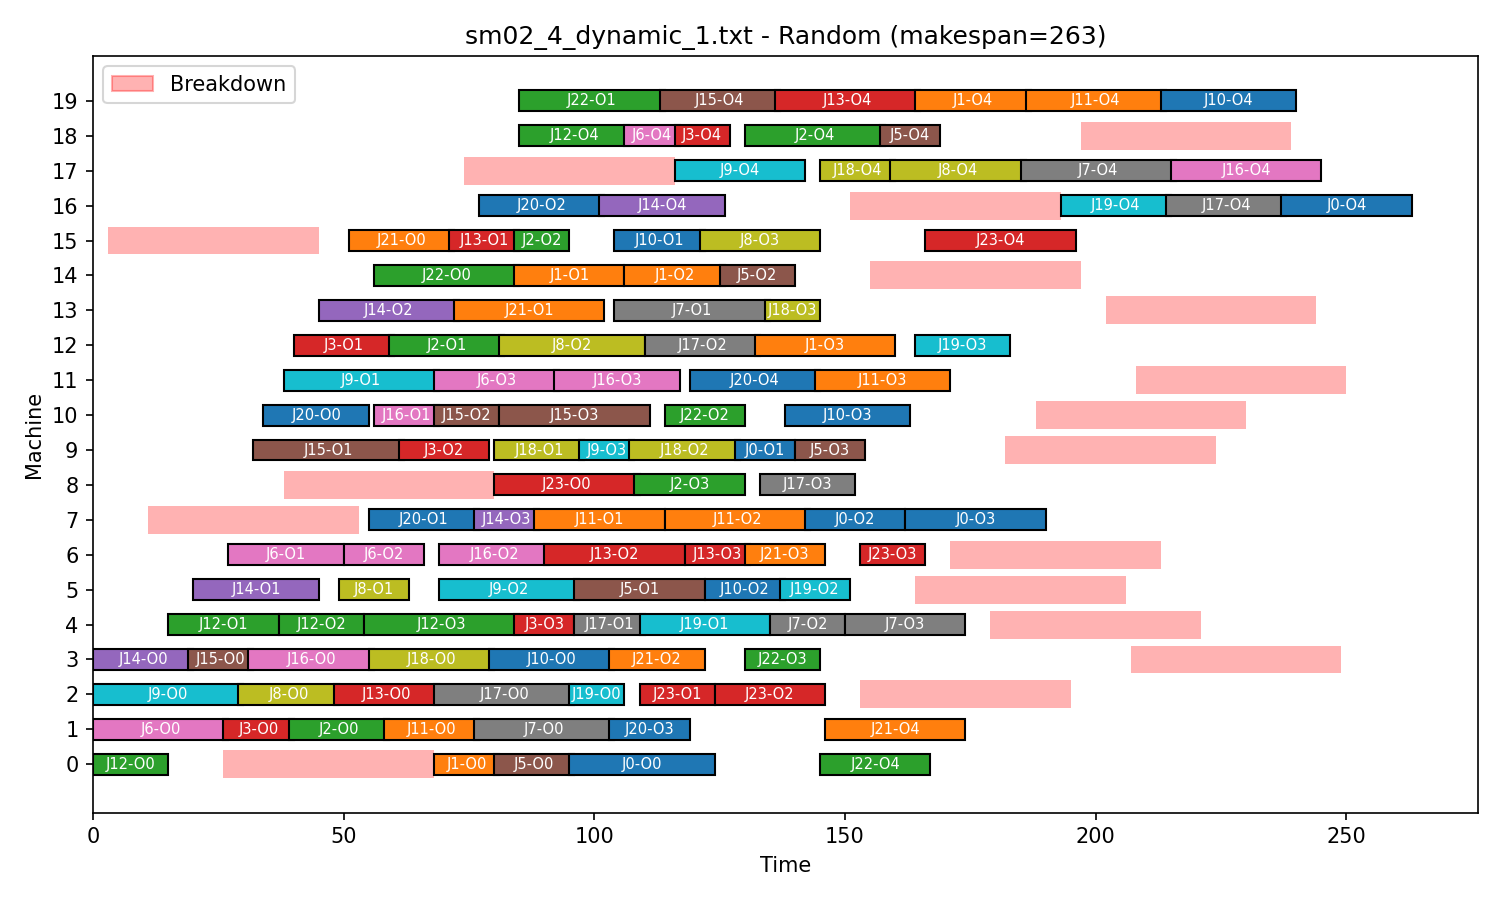 sm02_4_dynamic_1.txt - Random (makespan=263)
Breakdown
19 J22-O1 J15-O4 J13-O4 J1-O4 J11-O4 J10-O4
18 J12-O4 J6-O4 J3-O4 J2-O4 J5-O4
17 J9-O4 J18-O4 J8-O4 J7-O4 J16-O4
16 J20-O2 J14-O4 J19-O4 J17-O4 J0-O4
15 J21-O0 J13-O1 J2-O2 J10-O1 J8-O3 J23-O4
14 J22-O0 J1-O1 J1-O2 J5-O2
13 J14-O2 J21-O1 J7-O1 J18-O3
12 J3-O1 J2-O1 J8-O2 J17-O2 J1-O3 J19-O3
11 J9-O1 J6-O3 J16-O3 J20-O4 J11-O3
10 J20-O0 J16-O1 J15-O2 J15-O3 J22-O2 J10-O3
9 J15-O1 J3-O2 J18-O1 J9-O3 J18-O2 J0-O1 J5-O3
8 J23-O0 J2-O3 J17-O3
7 J20-O1 J14-O3 J11-O1 J11-O2 J0-O2 J0-O3
6 J6-O1 J6-O2 J16-O2 J13-O2 J13-O3 J21-O3 J23-O3
5 J14-O1 J8-O1 J9-O2 J5-O1 J10-O2 J19-O2
4 J12-O1 J12-O2 J12-O3 J3-O3 J17-O1 J19-O1 J7-O2 J7-O3
3 J14-O0 J15-O0 J16-O0 J18-O0 J10-O0 J21-O2 J22-O3
2 J9-O0 J8-O0 J13-O0 J17-O0 J19-O0 J23-O1 J23-O2
1 J6-O0 J3-O0 J2-O0 J11-O0 J7-O0 J20-O3 J21-O4
0 J12-O0 J1-O0 J5-O0 J0-O0 J22-O4
Machine
0 50 100 150 200 250
Time